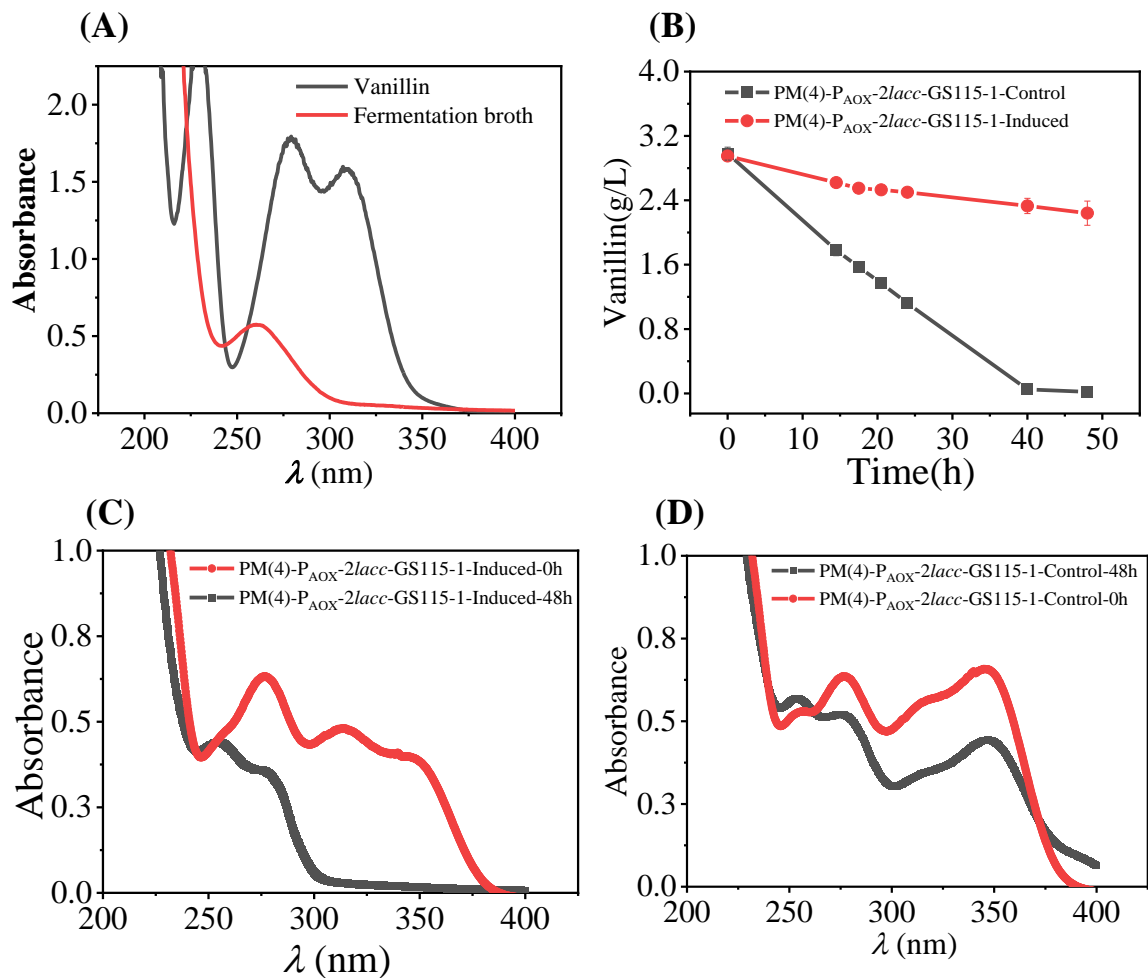 (A)
Absorbance
2.0
1.5
1.0
0.5
0.0
Vanillin
Fermentation broth
200 250 300 350 400
λ (nm)
(B)
Vanillin(g/L)
4.0
3.2
2.4
1.6
0.8
0.0
PM(4)-PAOX-2lacc-GS115-1-Control
PM(4)-PAOX-2lacc-GS115-1-Induced
0 10 20 30 40 50
Time(h)
(C)
Absorbance
1.0
0.8
0.5
0.3
0.0
PM(4)-PAOX-2lacc-GS115-1-Induced-0h
PM(4)-PAOX-2lacc-GS115-1-Induced-48h
200 250 300 350 400
λ (nm)
(D)
Absorbance
1.0
0.8
0.5
0.3
0.0
PM(4)-PAOX-2lacc-GS115-1-Control-48h
PM(4)-PAOX-2lacc-GS115-1-Control-0h
200 250 300 350 400
λ (nm)